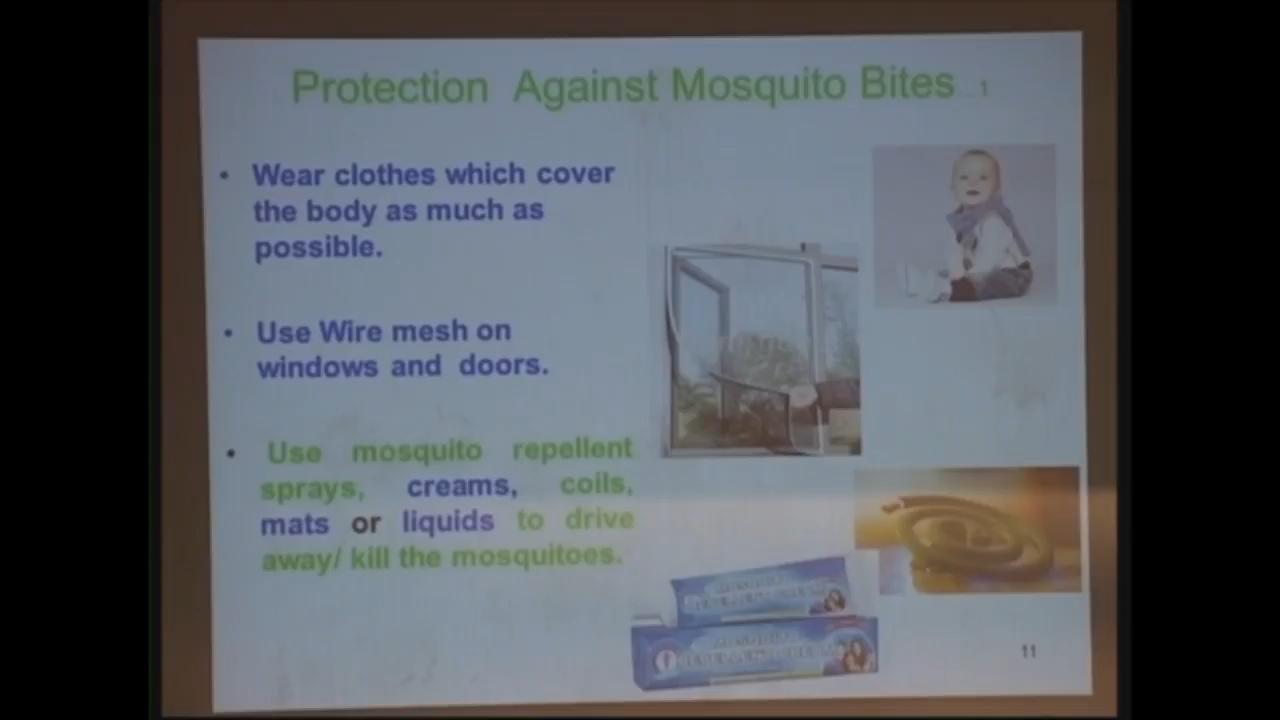 Protection Against Mosquito Bites ... 1
• Wear clothes which cover
the body as much as
possible.
• Use Wire mesh on
windows and doors.
• Use mosquito repellent
sprays, creams, coils,
mats or liquids to drive
away/ kill the mosquitoes.
11